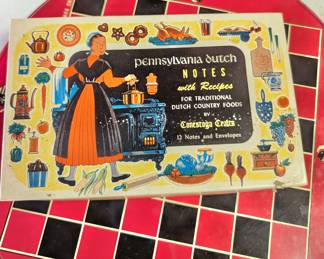 pennsylvania dutch
NOTES
with Recipes
FOR TRADITIONAL
DUTCH COUNTRY FOODS
BY
Conestoga Crafts
12 Notes and Envelopes